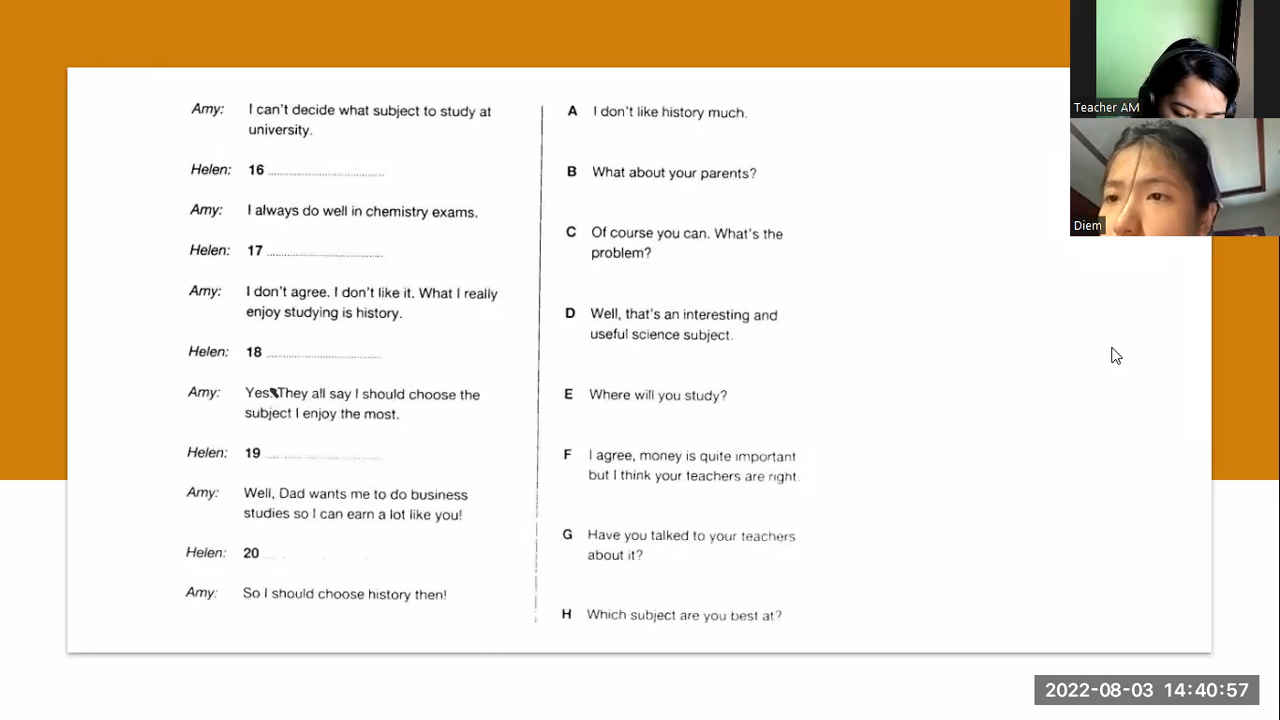 Amy: I can't decide what subject to study at
university.
Helen: 16
Amy: I always do well in chemistry exams.
Helen: 17
Amy: I don't agree. I don't like it. What I really
enjoy studying is history.
Helen: 18
Amy: Yes. They all say I should choose the
subject I enjoy the most.
Helen: 19
Amy: Well, Dad wants me to do business
studies so I can earn a lot like you!
Helen: 20
Amy: So I should choose history then!
A I don't like history much.
B What about your parents?
C Of course you can. What's the
problem?
D Well, that's an interesting and
useful science subject.
E Where will you study?
F I agree, money is quite important
but I think your teachers are right.
G Have you talked to your teachers
about it?
H Which subject are you best at?
Teacher AM
Diem
2022-08-03 14:40:57